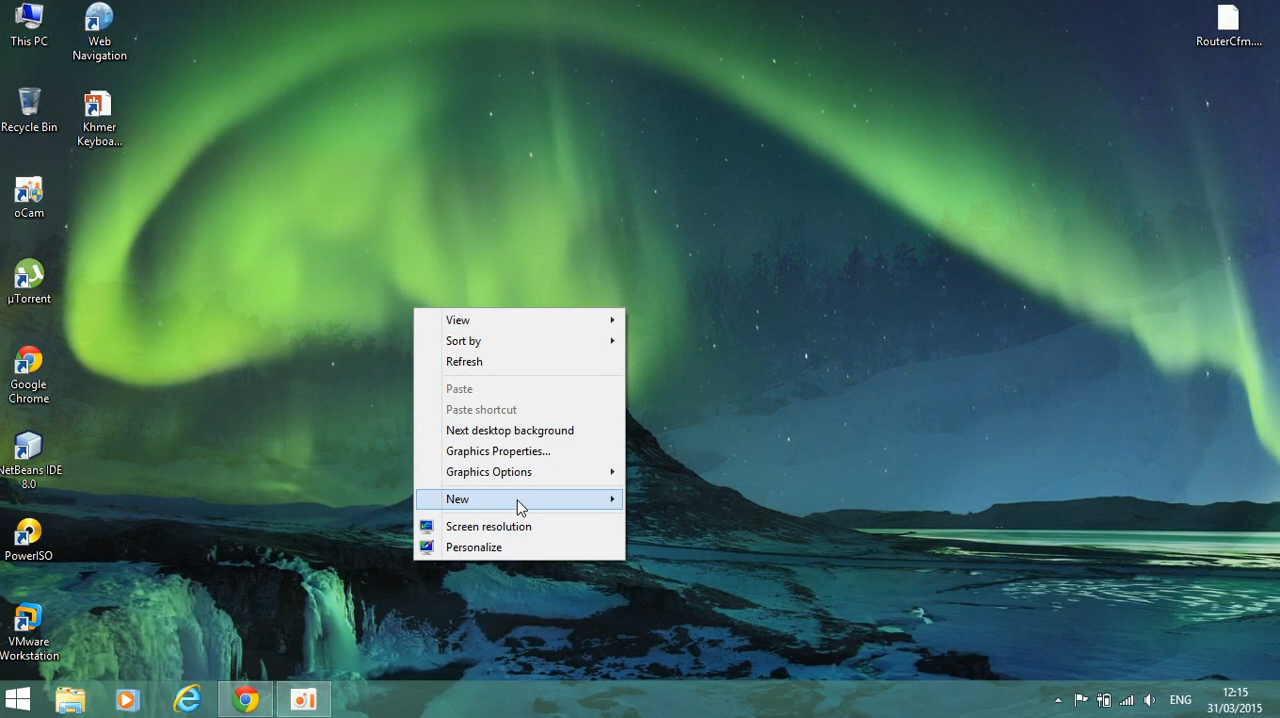 This PC
Web
Navigation
RouterCfm....
Recycle Bin
Khmer
Keyboa...
oCam
µTorrent
Google
Chrome
NetBeans IDE
8.0
PowerISO
VMware
Workstation
View
Sort by
Refresh
Paste
Paste shortcut
Next desktop background
Graphics Properties...
Graphics Options
New
Screen resolution
Personalize
ENG
12:15
31/03/2015